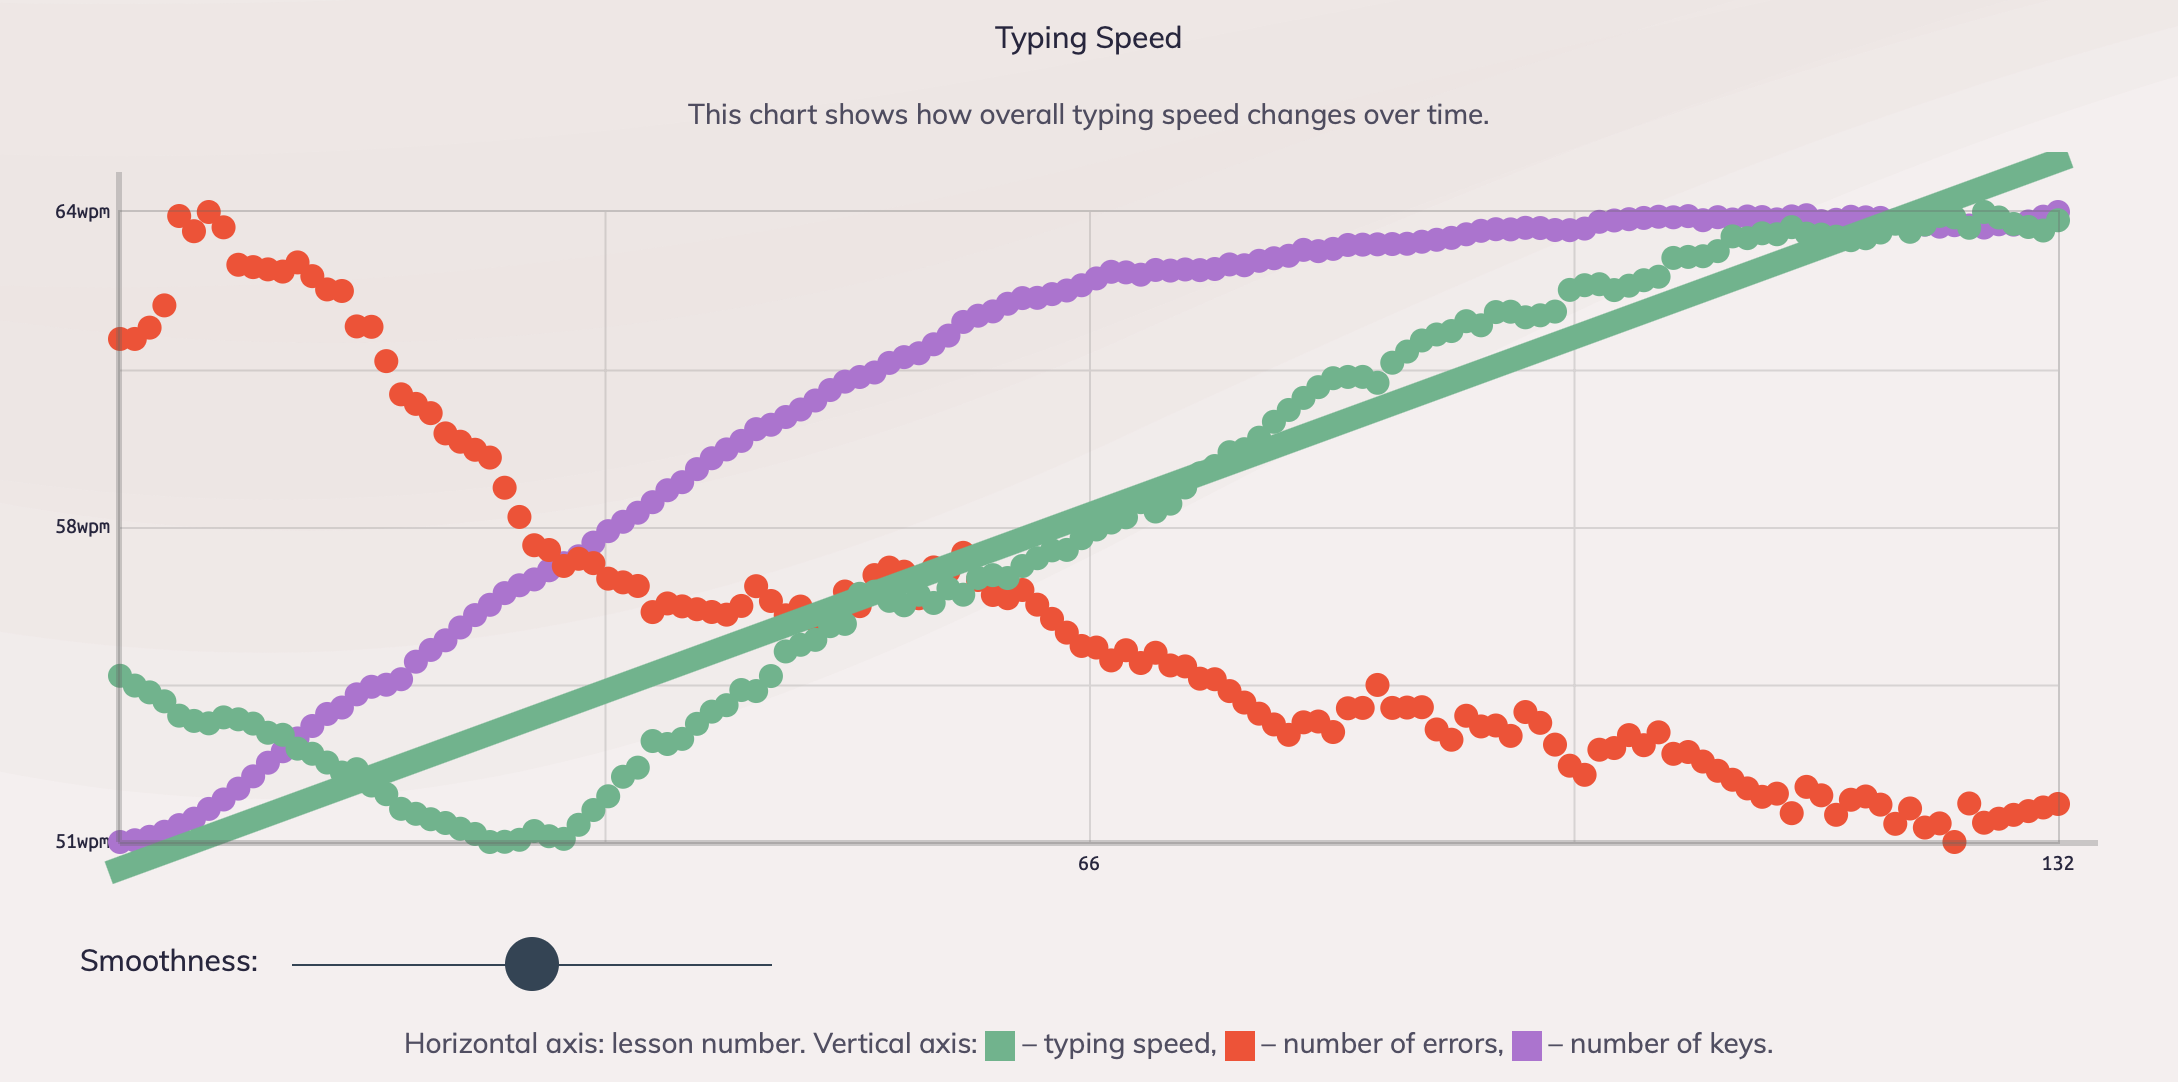 Typing Speed
This chart shows how overall typing speed changes over time.
64wpm
58wpm
51wpm
66
132
Smoothness:
Horizontal axis: lesson number. Vertical axis: – typing speed, – number of errors, – number of keys.